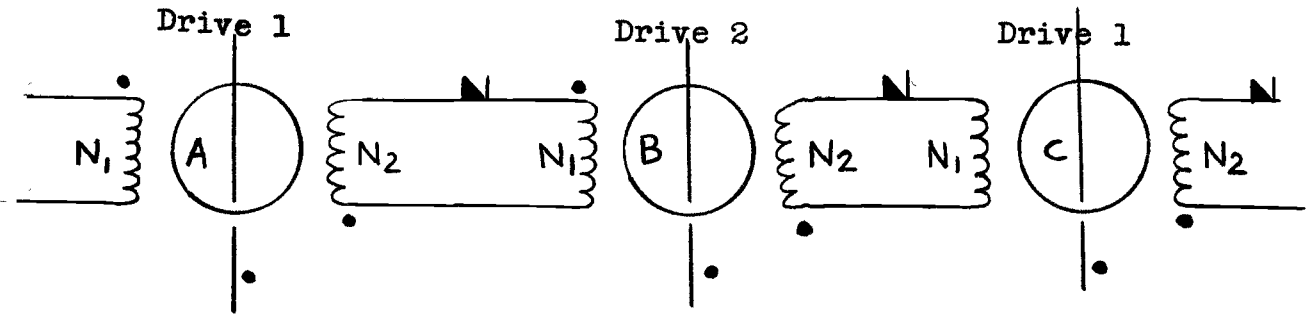 Drive 1 Drive 2 Drive 1
N₁ A N₂ N₁ B N₂ N₁ C N₂